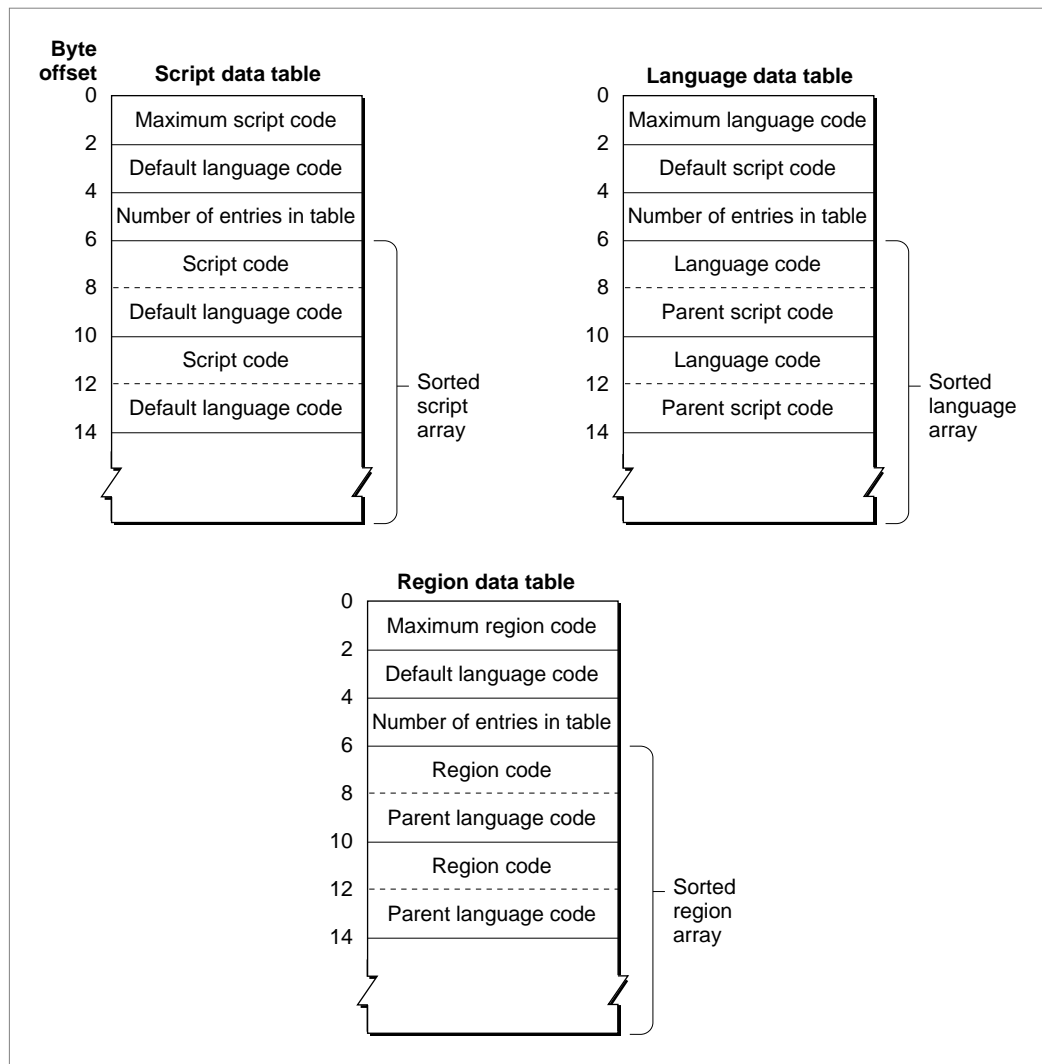 Byte
offset
Script data table
0
Maximum script code
2
Default language code
4
Number of entries in table
6
Script code
8
Default language code
10
Script code
12
Default language code
14
Sorted
script
array
Language data table
0
Maximum language code
2
Default script code
4
Number of entries in table
6
Language code
8
Parent script code
10
Language code
12
Parent script code
14
Sorted
language
array
Region data table
0
Maximum region code
2
Default language code
4
Number of entries in table
6
Region code
8
Parent language code
10
Region code
12
Parent language code
14
Sorted
region
array